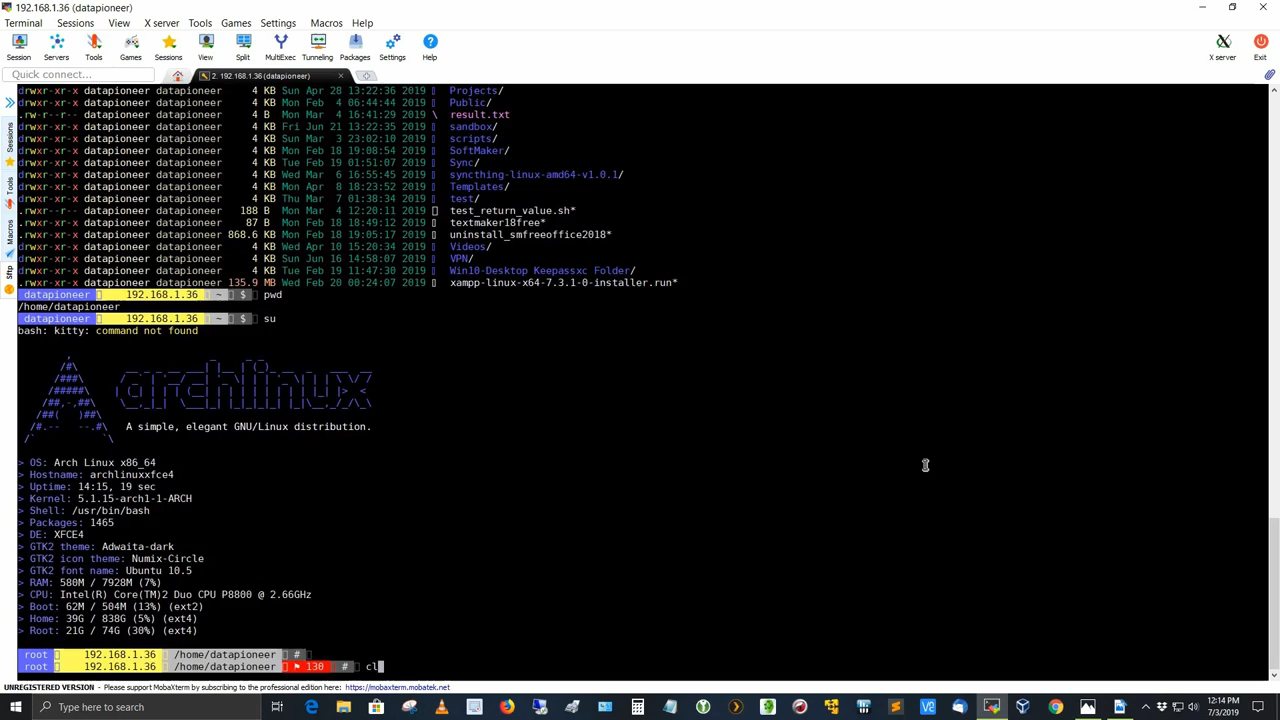 192.168.1.36 (datapioneer)
Terminal Sessions View X server Tools Games Settings Macros Help
Session Servers Tools Games Sessions View Split MultiExec Tunneling Packages Settings Help X server Exit
Quick connect...
2. 192.168.1.36 (datapioneer)
Sessions
Tools
Macros
Sftp
drwxr-xr-x datapioneer datapioneer 4 KB Sun Apr 28 13:22:36 2019 Projects/
drwxr-xr-x datapioneer datapioneer 4 KB Mon Feb 4 06:44:44 2019 Public/
.rw-r--r-- datapioneer datapioneer 4 B Mon Mar 4 16:41:29 2019 \ result.txt
drwxr-xr-x datapioneer datapioneer 4 KB Fri Jun 21 13:22:35 2019 sandbox/
drwxr-xr-x datapioneer datapioneer 4 KB Sun Mar 3 23:02:10 2019 scripts/
drwxr-xr-x datapioneer datapioneer 4 KB Mon Feb 18 19:08:54 2019 SoftMaker/
drwxr-xr-x datapioneer datapioneer 4 KB Tue Feb 19 01:51:07 2019 Sync/
drwxr-xr-x datapioneer datapioneer 4 KB Wed Mar 6 16:55:45 2019 syncthing-linux-amd64-v1.0.1/
drwxr-xr-x datapioneer datapioneer 4 KB Mon Apr 8 18:23:52 2019 Templates/
drwxr-xr-x datapioneer datapioneer 4 KB Thu Mar 7 01:38:34 2019 test/
.rwxr--r-- datapioneer datapioneer 188 B Mon Mar 4 12:20:11 2019 test_return_value.sh*
.rwxr-xr-x datapioneer datapioneer 87 B Mon Feb 18 18:49:12 2019 textmaker18free*
.rwxr-xr-x datapioneer datapioneer 868.6 KB Mon Feb 18 19:05:17 2019 uninstall_smfreeoffice2018*
drwxr-xr-x datapioneer datapioneer 4 KB Wed Apr 10 15:20:34 2019 Videos/
drwxr-xr-x datapioneer datapioneer 4 KB Sun Jun 16 14:58:07 2019 VPN/
drwxr-xr-x datapioneer datapioneer 4 KB Tue Feb 19 11:47:30 2019 Win10-Desktop Keepassxc Folder/
.rwxr-xr-x datapioneer datapioneer 135.9 MB Wed Feb 20 00:24:07 2019 xampp-linux-x64-7.3.1-0-installer.run*
datapioneer 192.168.1.36 ~ $ pwd
/home/datapioneer
datapioneer 192.168.1.36 ~ $ su
bash: kitty: command not found
archlinux
A simple, elegant GNU/Linux distribution.
> OS: Arch Linux x86_64
> Hostname: archlinuxxfce4
> Uptime: 14:15, 19 sec
> Kernel: 5.1.15-arch1-1-ARCH
> Shell: /usr/bin/bash
> Packages: 1465
> DE: XFCE4
> GTK2 theme: Adwaita-dark
> GTK2 icon theme: Numix-Circle
> GTK2 font name: Ubuntu 10.5
> RAM: 580M / 7928M (7%)
> CPU: Intel(R) Core(TM)2 Duo CPU P8800 @ 2.66GHz
> Boot: 62M / 504M (13%) (ext2)
> Home: 39G / 838G (5%) (ext4)
> Root: 21G / 74G (30%) (ext4)
root 192.168.1.36 /home/datapioneer #
root 192.168.1.36 /home/datapioneer 130 # cl
UNREGISTERED VERSION - Please support MobaXterm by subscribing to the professional edition here: https://mobaxterm.mobatek.net
Type here to search
12:14 PM
7/3/2019